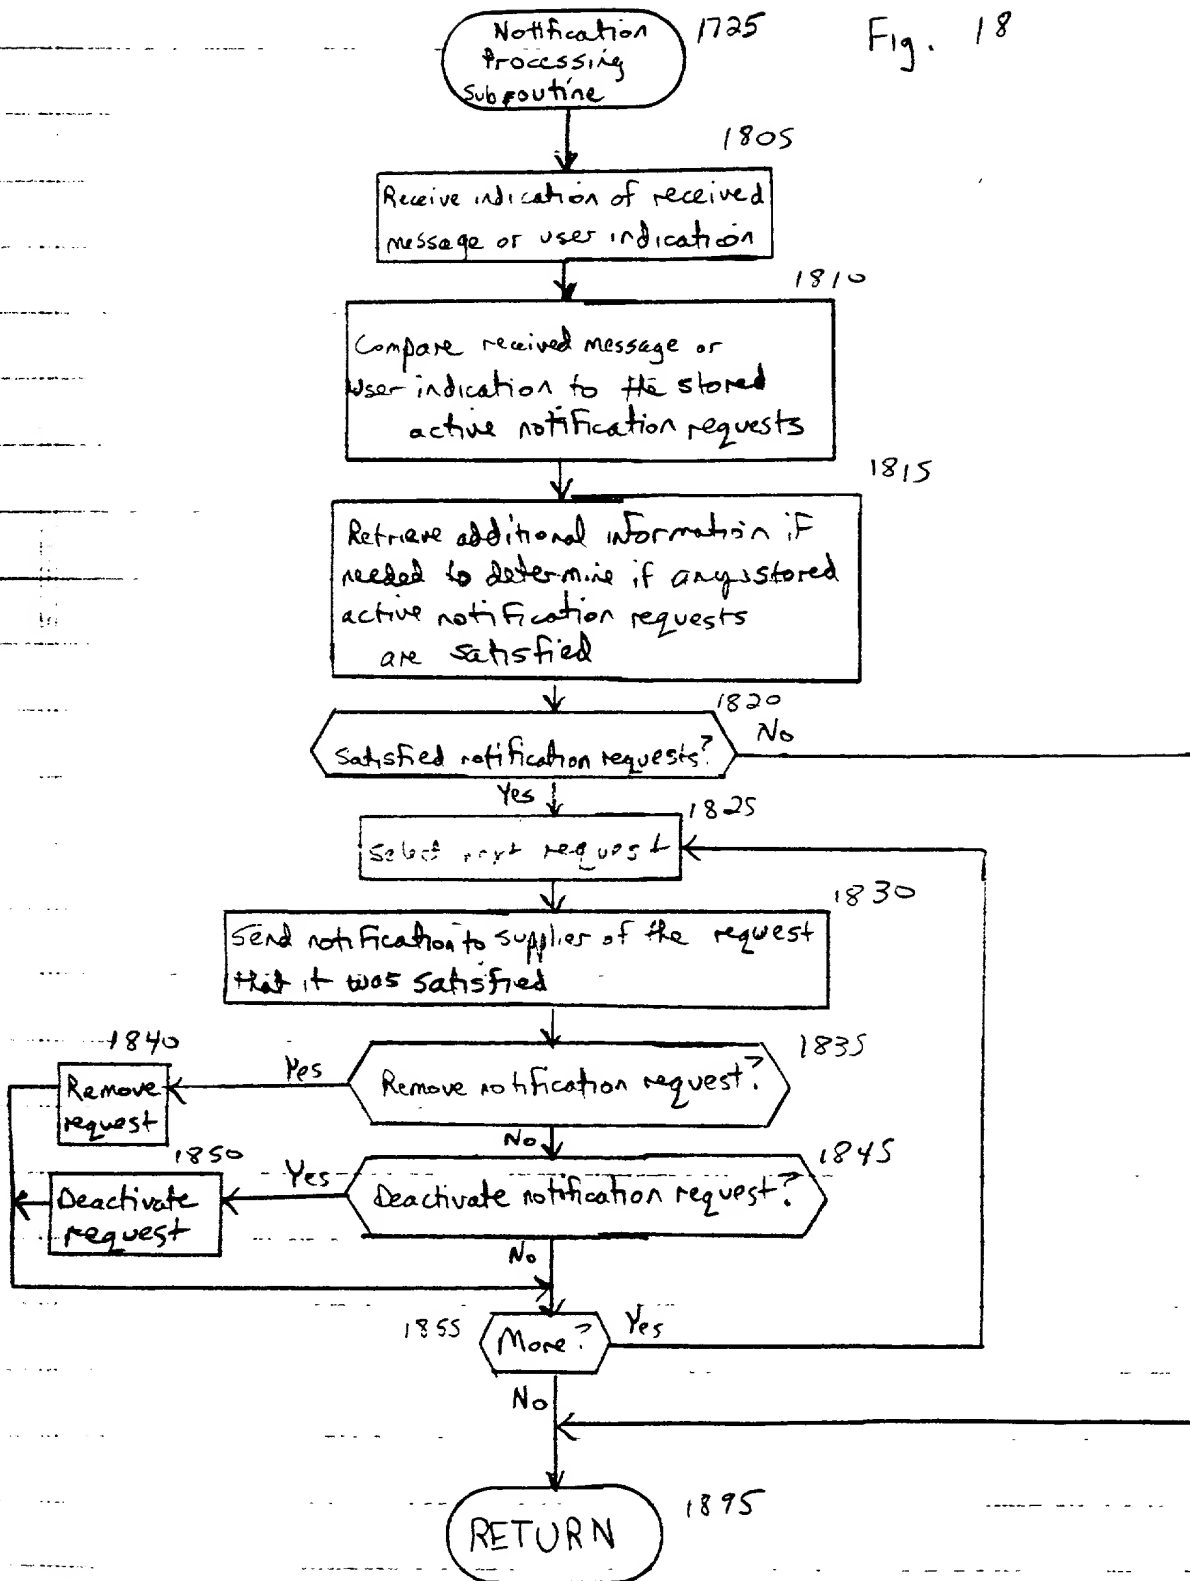 Fig. 18
Notification
Processing
Subroutine
1725
1805
Receive indication of received
message or user indication
1810
Compare received message or
User indication to the stored
active notification requests
1815
Retrieve additional information if
needed to determine if any stored
active notification requests
are satisfied
1820
Satisfied notification requests?
No
Yes
1825
Select next request
1830
Send notification to supplier of the request
that it was satisfied
1835
Remove notification request?
Yes
1840
Remove
request
No
1845
Deactivate notification request?
Yes
1850
Deactivate
request
No
1855
More?
Yes
No
RETURN
1895